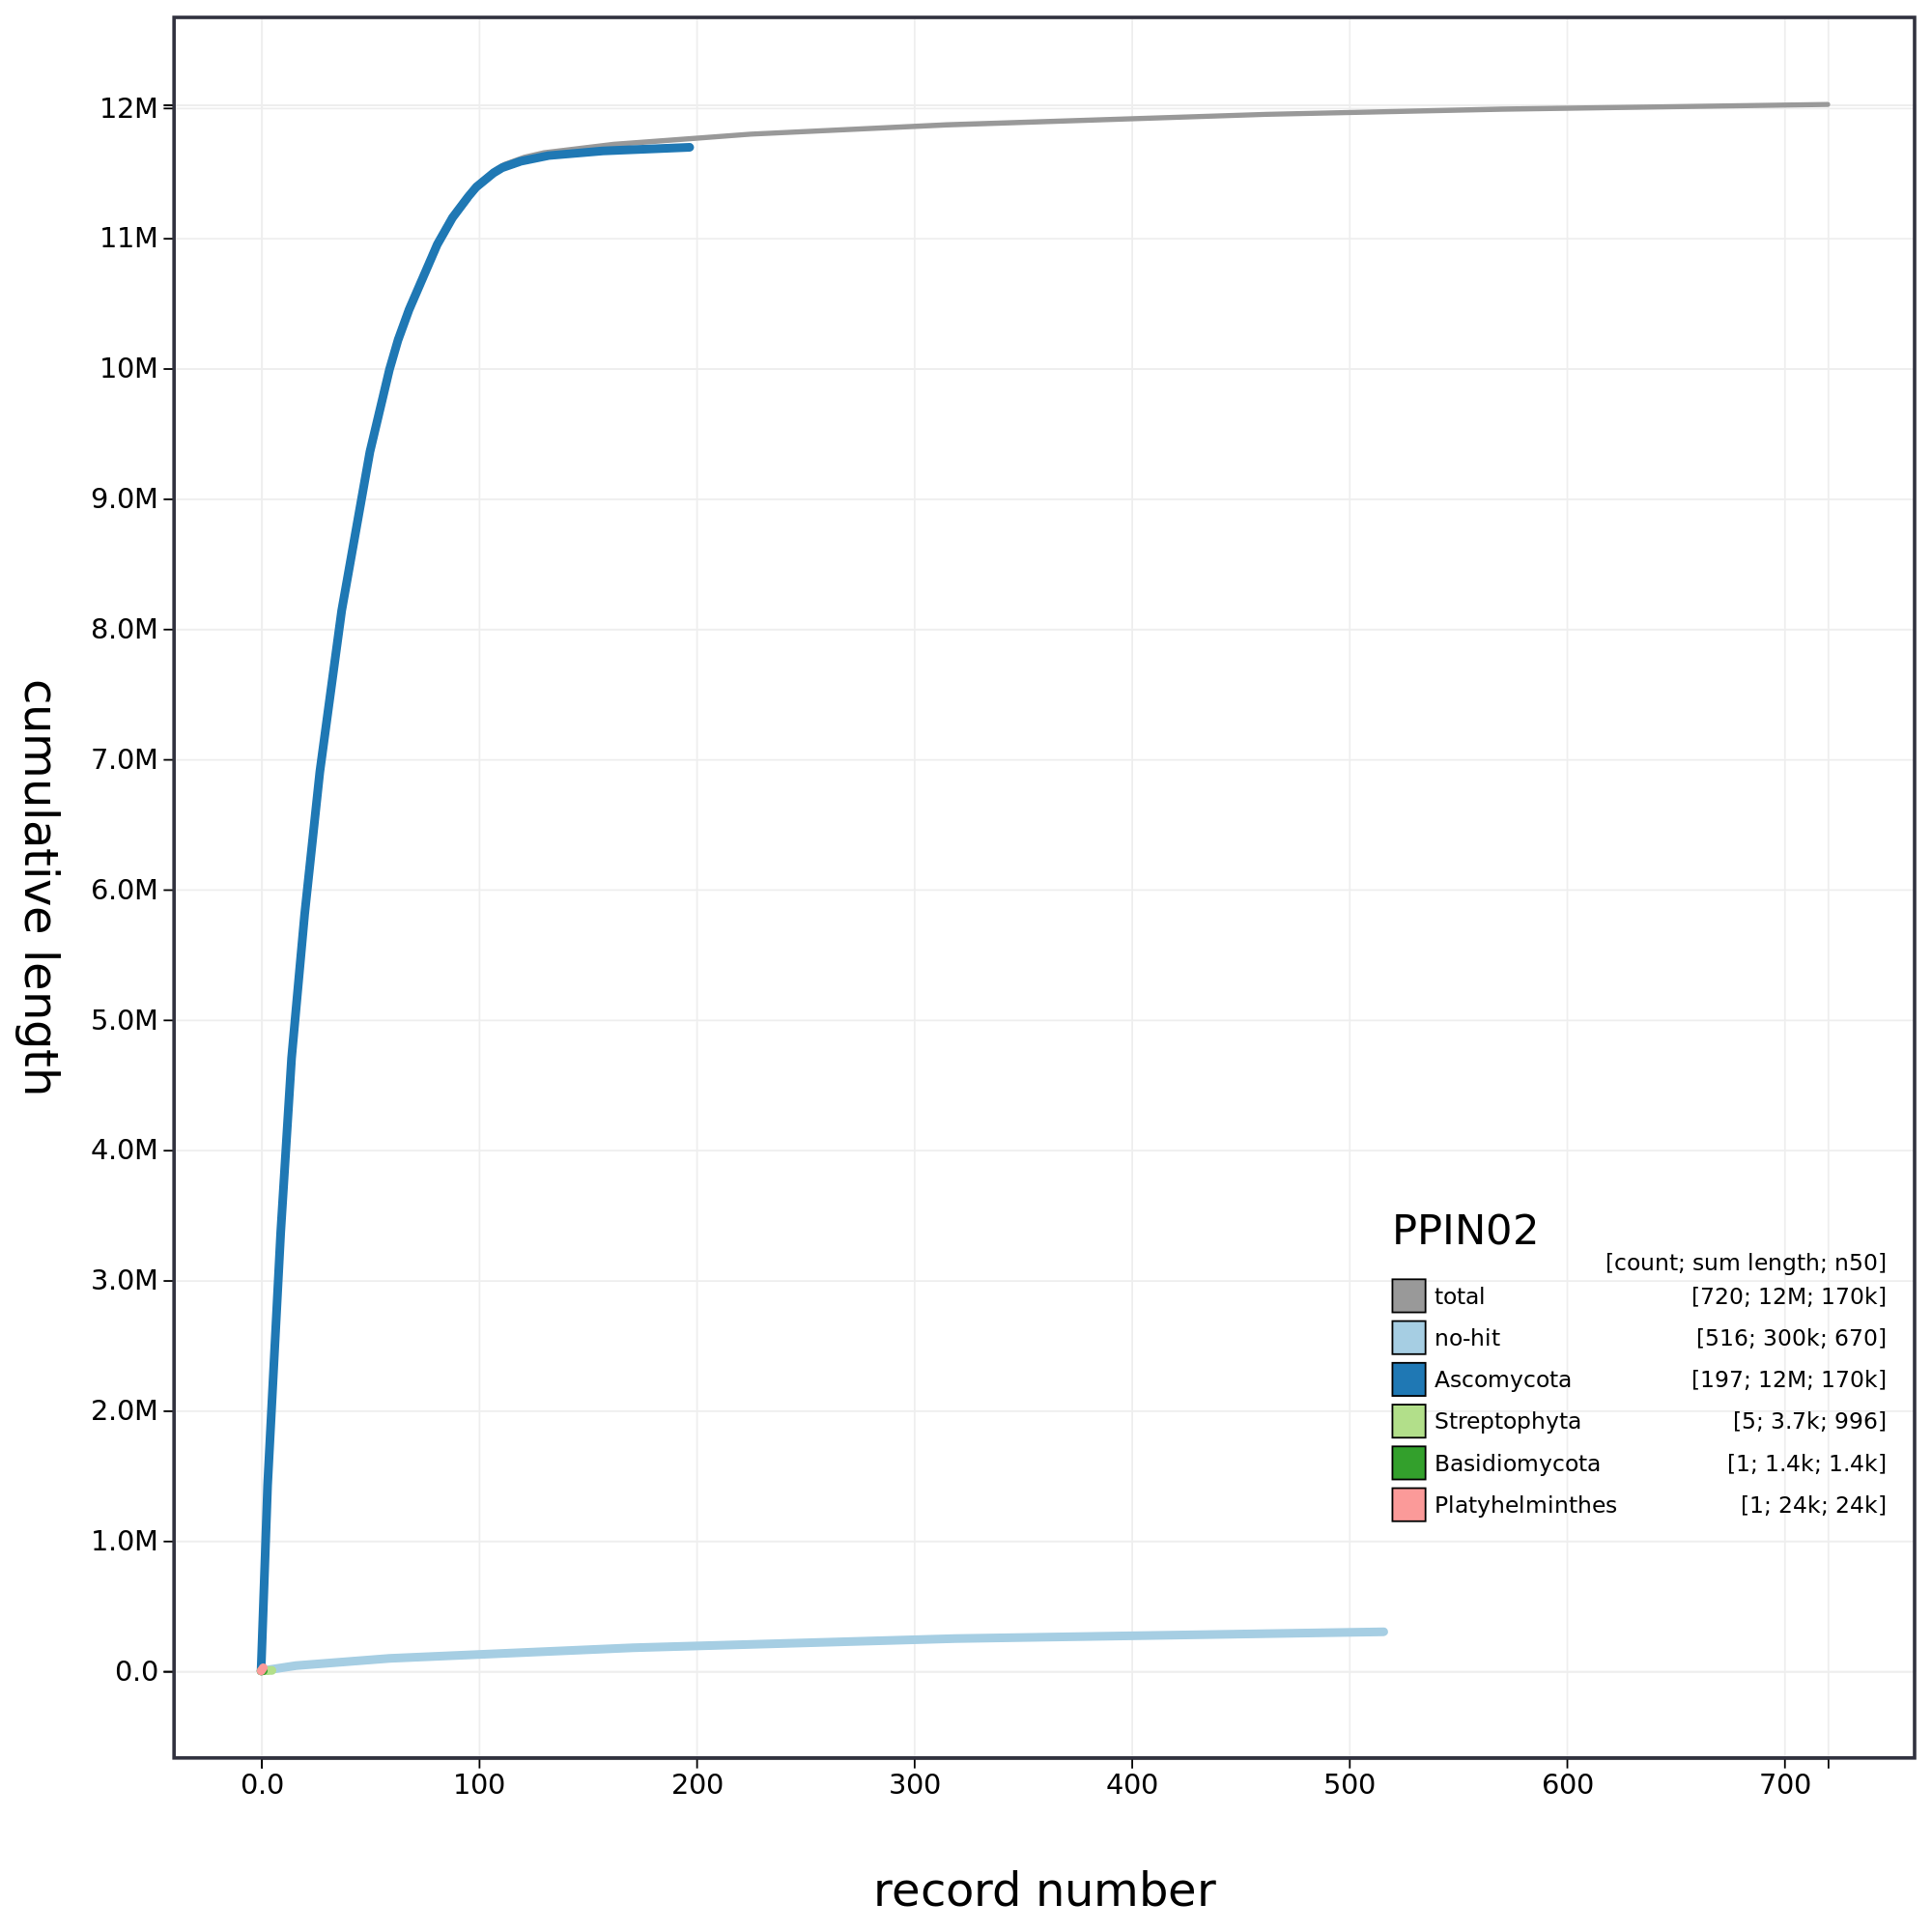 12M
11M
10M
9.0M
8.0M
7.0M
6.0M
5.0M
4.0M
3.0M
2.0M
1.0M
0.0
cumulative length
PPIN02
[count; sum length; n50]
total [720; 12M; 170k]
no-hit [516; 300k; 670]
Ascomycota [197; 12M; 170k]
Streptophyta [5; 3.7k; 996]
Basidiomycota [1; 1.4k; 1.4k]
Platyhelminthes [1; 24k; 24k]
0.0 100 200 300 400 500 600 700
record number